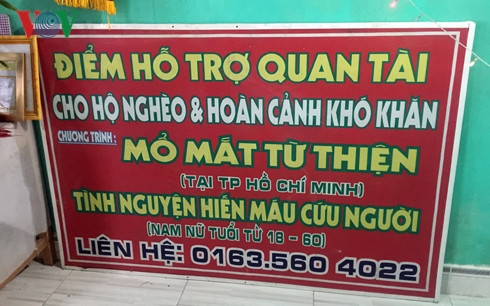 VOV
ĐIỂM HỖ TRỢ QUAN TÀI
CHO HỘ NGHÈO & HOÀN CẢNH KHÓ KHĂN
CHƯƠNG TRÌNH :
MỔ MẮT TỪ THIỆN
(TẠI TP HỒ CHÍ MINH)
TÌNH NGUYỆN HIẾN MÁU CỨU NGƯỜI
(NAM NỮ TUỔI TỪ 18 - 60)
LIÊN HỆ: 0163.560 4022